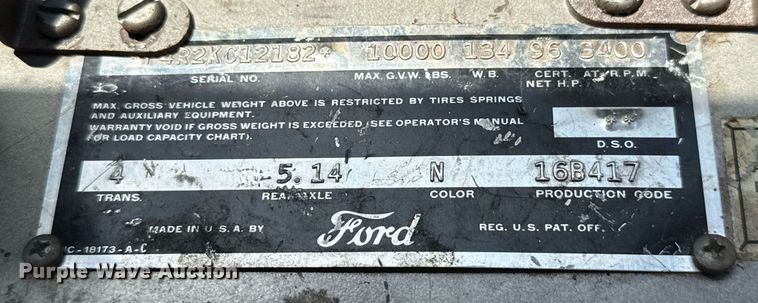 10000 134 96 3400
SERIAL NO. MAX. G.V.W. LBS. W.B. CERT. NET H.P. AT R.P.M.
MAX. GROSS VEHICLE WEIGHT ABOVE IS RESTRICTED BY TIRES SPRINGS
AND AUXILIARY EQUIPMENT.
WARRANTY VOID IF GROSS WEIGHT IS EXCEEDED (SEE OPERATOR'S MANUAL
FOR LOAD CAPACITY CHART).
**
D.S.O.
4 5.14 N 16B417
TRANS. REAR AXLE COLOR PRODUCTION CODE
MADE IN U.S.A. BY Ford REG. U.S. PAT. OFF.
Purple Wave Auction